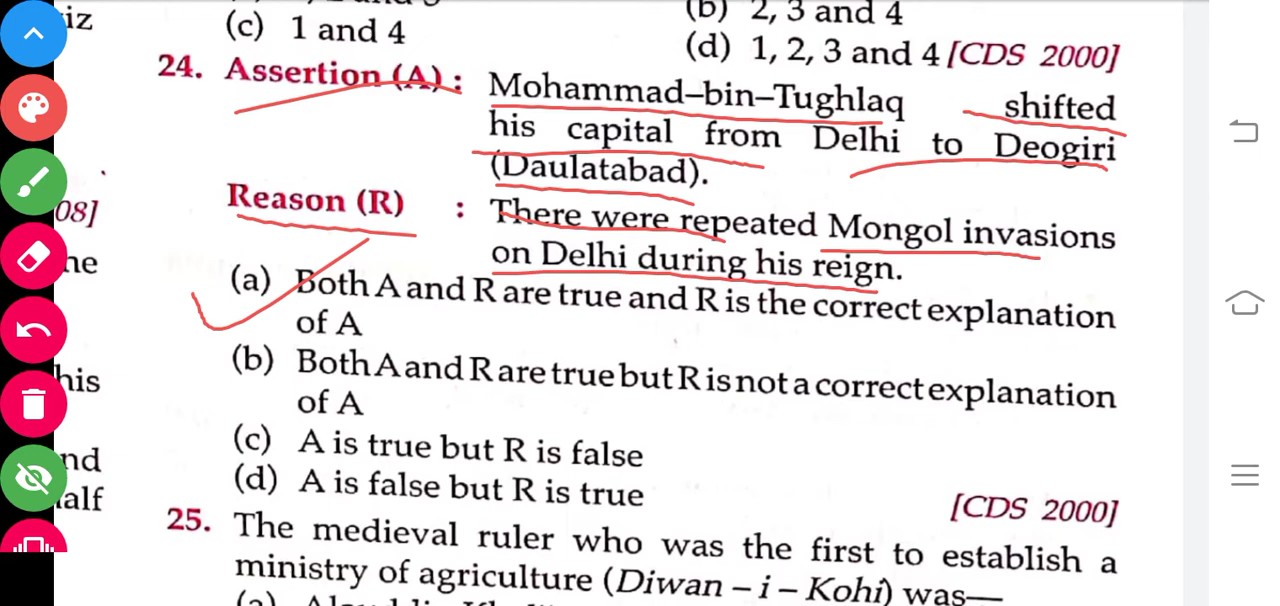 iz
(c) 1 and 4
(b) 2, 3 and 4
(d) 1, 2, 3 and 4 [CDS 2000]
24. Assertion (A) : Mohammad–bin–Tughlaq shifted
his capital from Delhi to Deogiri
(Daulatabad).
08]
Reason (R) : There were repeated Mongol invasions
on Delhi during his reign.
(a) Both A and R are true and R is the correct explanation
of A
(b) Both A and R are true but R is not a correct explanation
of A
his
(c) A is true but R is false
nd
(d) A is false but R is true
[CDS 2000]
25. The medieval ruler who was the first to establish a
ministry of agriculture (Diwan – i – Kohi) was—
(a)